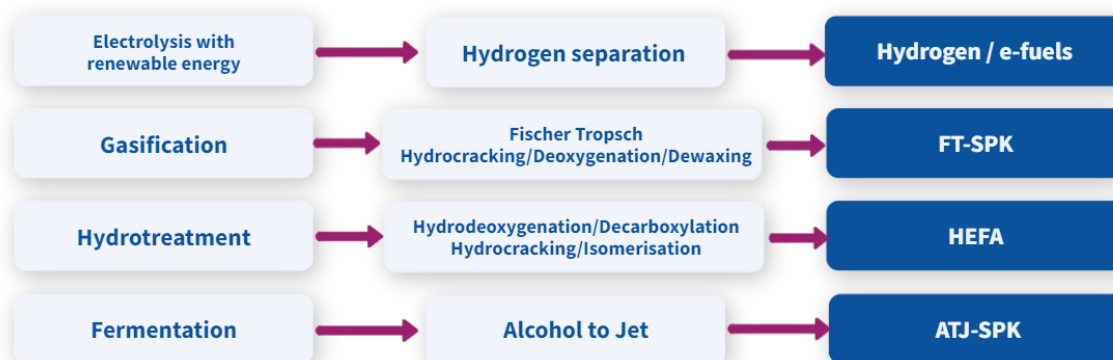 Electrolysis with
renewable energy
Hydrogen separation
Hydrogen / e-fuels
Gasification
Fischer Tropsch
Hydrocracking/Deoxygenation/Dewaxing
FT-SPK
Hydrotreatment
Hydrodeoxygenation/Decarboxylation
Hydrocracking/Isomerisation
HEFA
Fermentation
Alcohol to Jet
ATJ-SPK